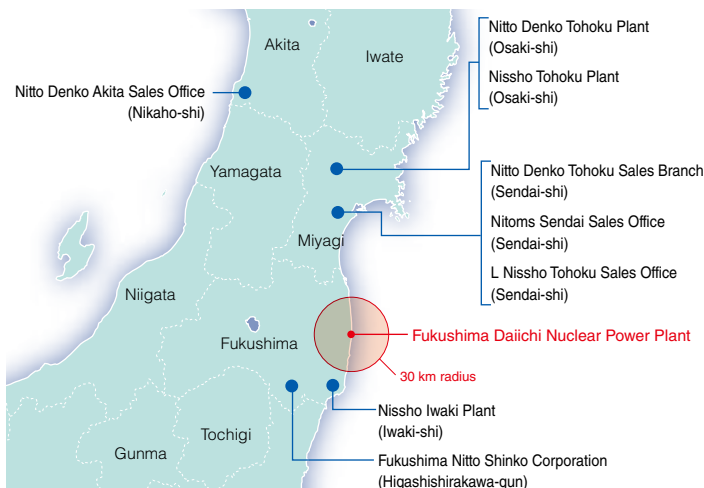 Nitto Denko Tohoku Plant
(Osaki-shi)
Nissho Tohoku Plant
(Osaki-shi)
Akita
Iwate
Nitto Denko Akita Sales Office
(Nikaho-shi)
Yamagata
Nitto Denko Tohoku Sales Branch
(Sendai-shi)
Nitoms Sendai Sales Office
(Sendai-shi)
L Nissho Tohoku Sales Office
(Sendai-shi)
Miyagi
Niigata
Fukushima
Fukushima Daiichi Nuclear Power Plant
30 km radius
Nissho Iwaki Plant
(Iwaki-shi)
Tochigi
Gunma
Fukushima Nitto Shinko Corporation
(Higashishirakawa-gun)